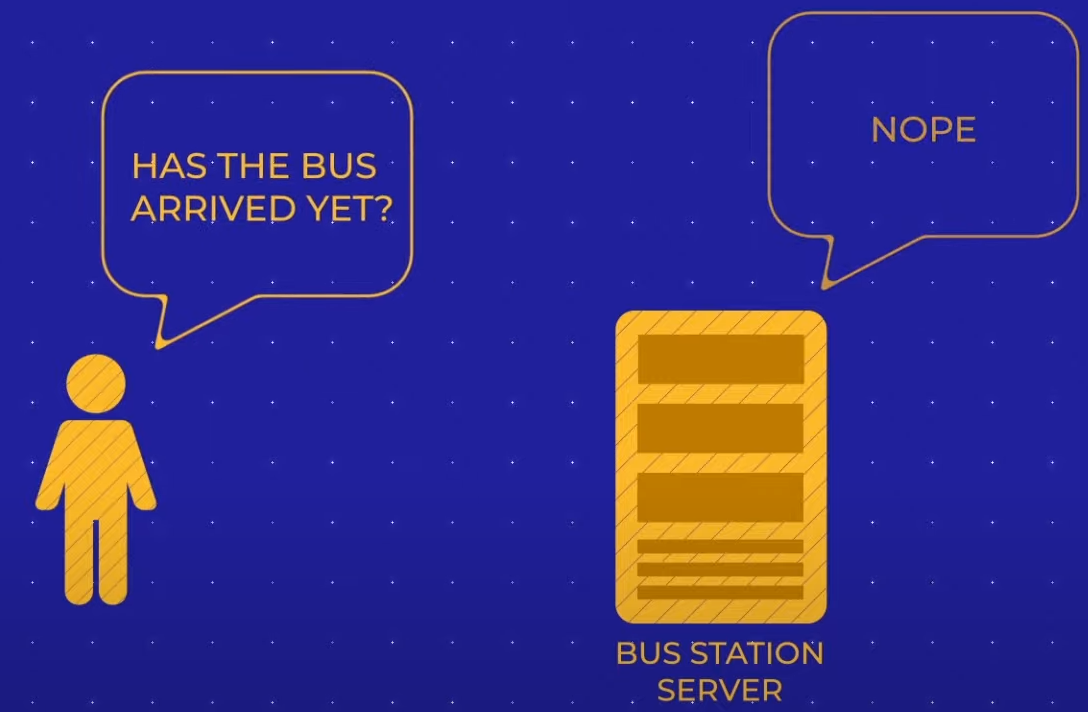 HAS THE BUS
ARRIVED YET?
NOPE
BUS STATION
SERVER